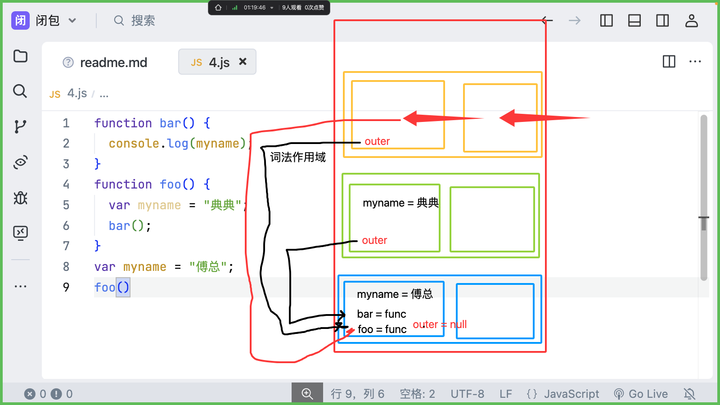 01:19:46 9人观看 0次点赞
闭 闭包 搜索
readme.md
JS 4.js
JS 4.js / ...
1 function bar() {
2 console.log(myname)
3 }
4 function foo() {
5 var myname = "典典";
6 bar();
7 }
8 var myname = "傅总";
9 foo()
outer
词法作用域
myname = 典典
outer
myname = 傅总
bar = func
foo = func
outer = null
0 0 行 9，列 6 空格: 2 UTF-8 LF {} JavaScript Go Live